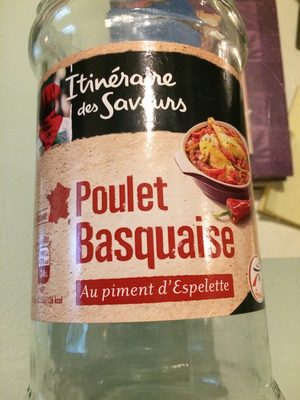 Itinéraire
des Saveurs
Poulet
Basquaise
Au piment d'Espelette